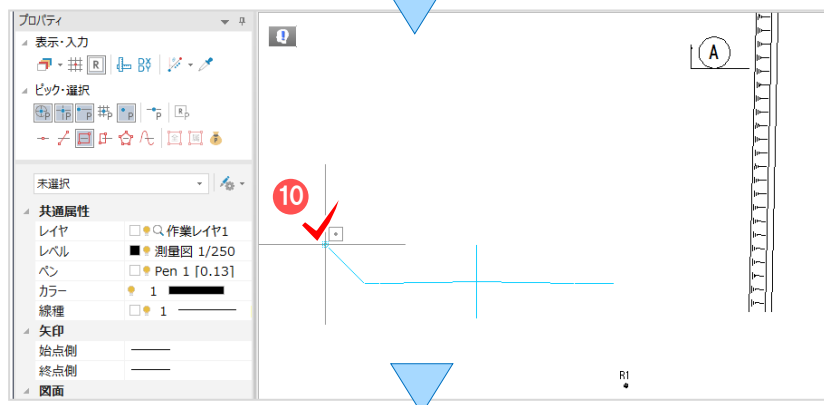 プロパティ
表示・入力
R
ピック・選択
P P P P P P R P
全
未選択
共通属性
レイヤ 作業レイヤ1
レベル 測量図 1/250
ペン Pen 1 [0.13]
カラー 1
線種 1
矢印
始点側
終点側
図面
10
A
R1